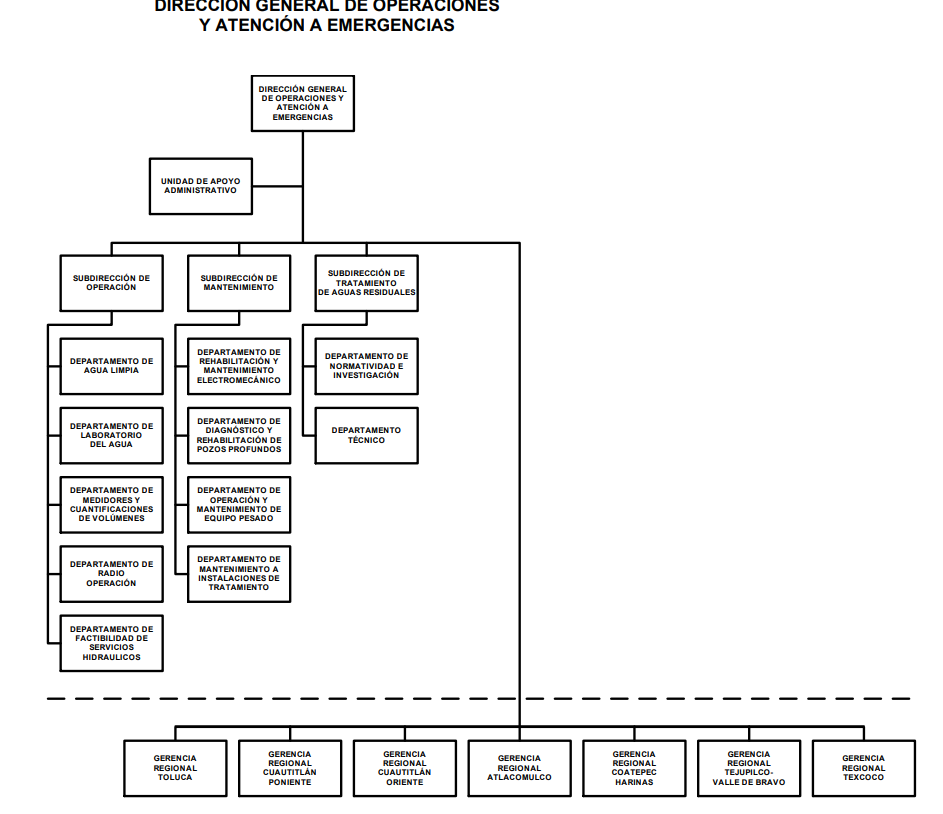 DIRECCIÓN GENERAL DE OPERACIONES
Y ATENCIÓN A EMERGENCIAS
DIRECCIÓN GENERAL
DE OPERACIONES Y
ATENCIÓN A
EMERGENCIAS
UNIDAD DE APOYO
ADMINISTRATIVO
SUBDIRECCIÓN DE
OPERACIÓN
SUBDIRECCIÓN DE
MANTENIMIENTO
SUBDIRECCIÓN DE
TRATAMIENTO
DE AGUAS RESIDUALES
DEPARTAMENTO DE
AGUA LIMPIA
DEPARTAMENTO DE
REHABILITACIÓN Y
MANTENIMIENTO
ELECTROMECÁNICO
DEPARTAMENTO DE
NORMATIVIDAD E
INVESTIGACIÓN
DEPARTAMENTO DE
LABORATORIO
DEL AGUA
DEPARTAMENTO DE
DIAGNÓSTICO Y
REHABILITACIÓN DE
POZOS PROFUNDOS
DEPARTAMENTO
TÉCNICO
DEPARTAMENTO DE
MEDIDORES Y
CUANTIFICACIONES
DE VOLÚMENES
DEPARTAMENTO DE
OPERACIÓN Y
MANTENIMIENTO DE
EQUIPO PESADO
DEPARTAMENTO DE
RADIO
OPERACIÓN
DEPARTAMENTO DE
MANTENIMIENTO A
INSTALACIONES DE
TRATAMIENTO
DEPARTAMENTO DE
FACTIBILIDAD DE
SERVICIOS
HIDRAULICOS
GERENCIA
REGIONAL
TOLUCA
GERENCIA
REGIONAL
CUAUTITLÁN
PONIENTE
GERENCIA
REGIONAL
CUAUTITLÁN
ORIENTE
GERENCIA
REGIONAL
ATLACOMULCO
GERENCIA
REGIONAL
COATEPEC
HARINAS
GERENCIA
REGIONAL
TEJUPILCO-
VALLE DE BRAVO
GERENCIA
REGIONAL
TEXCOCO